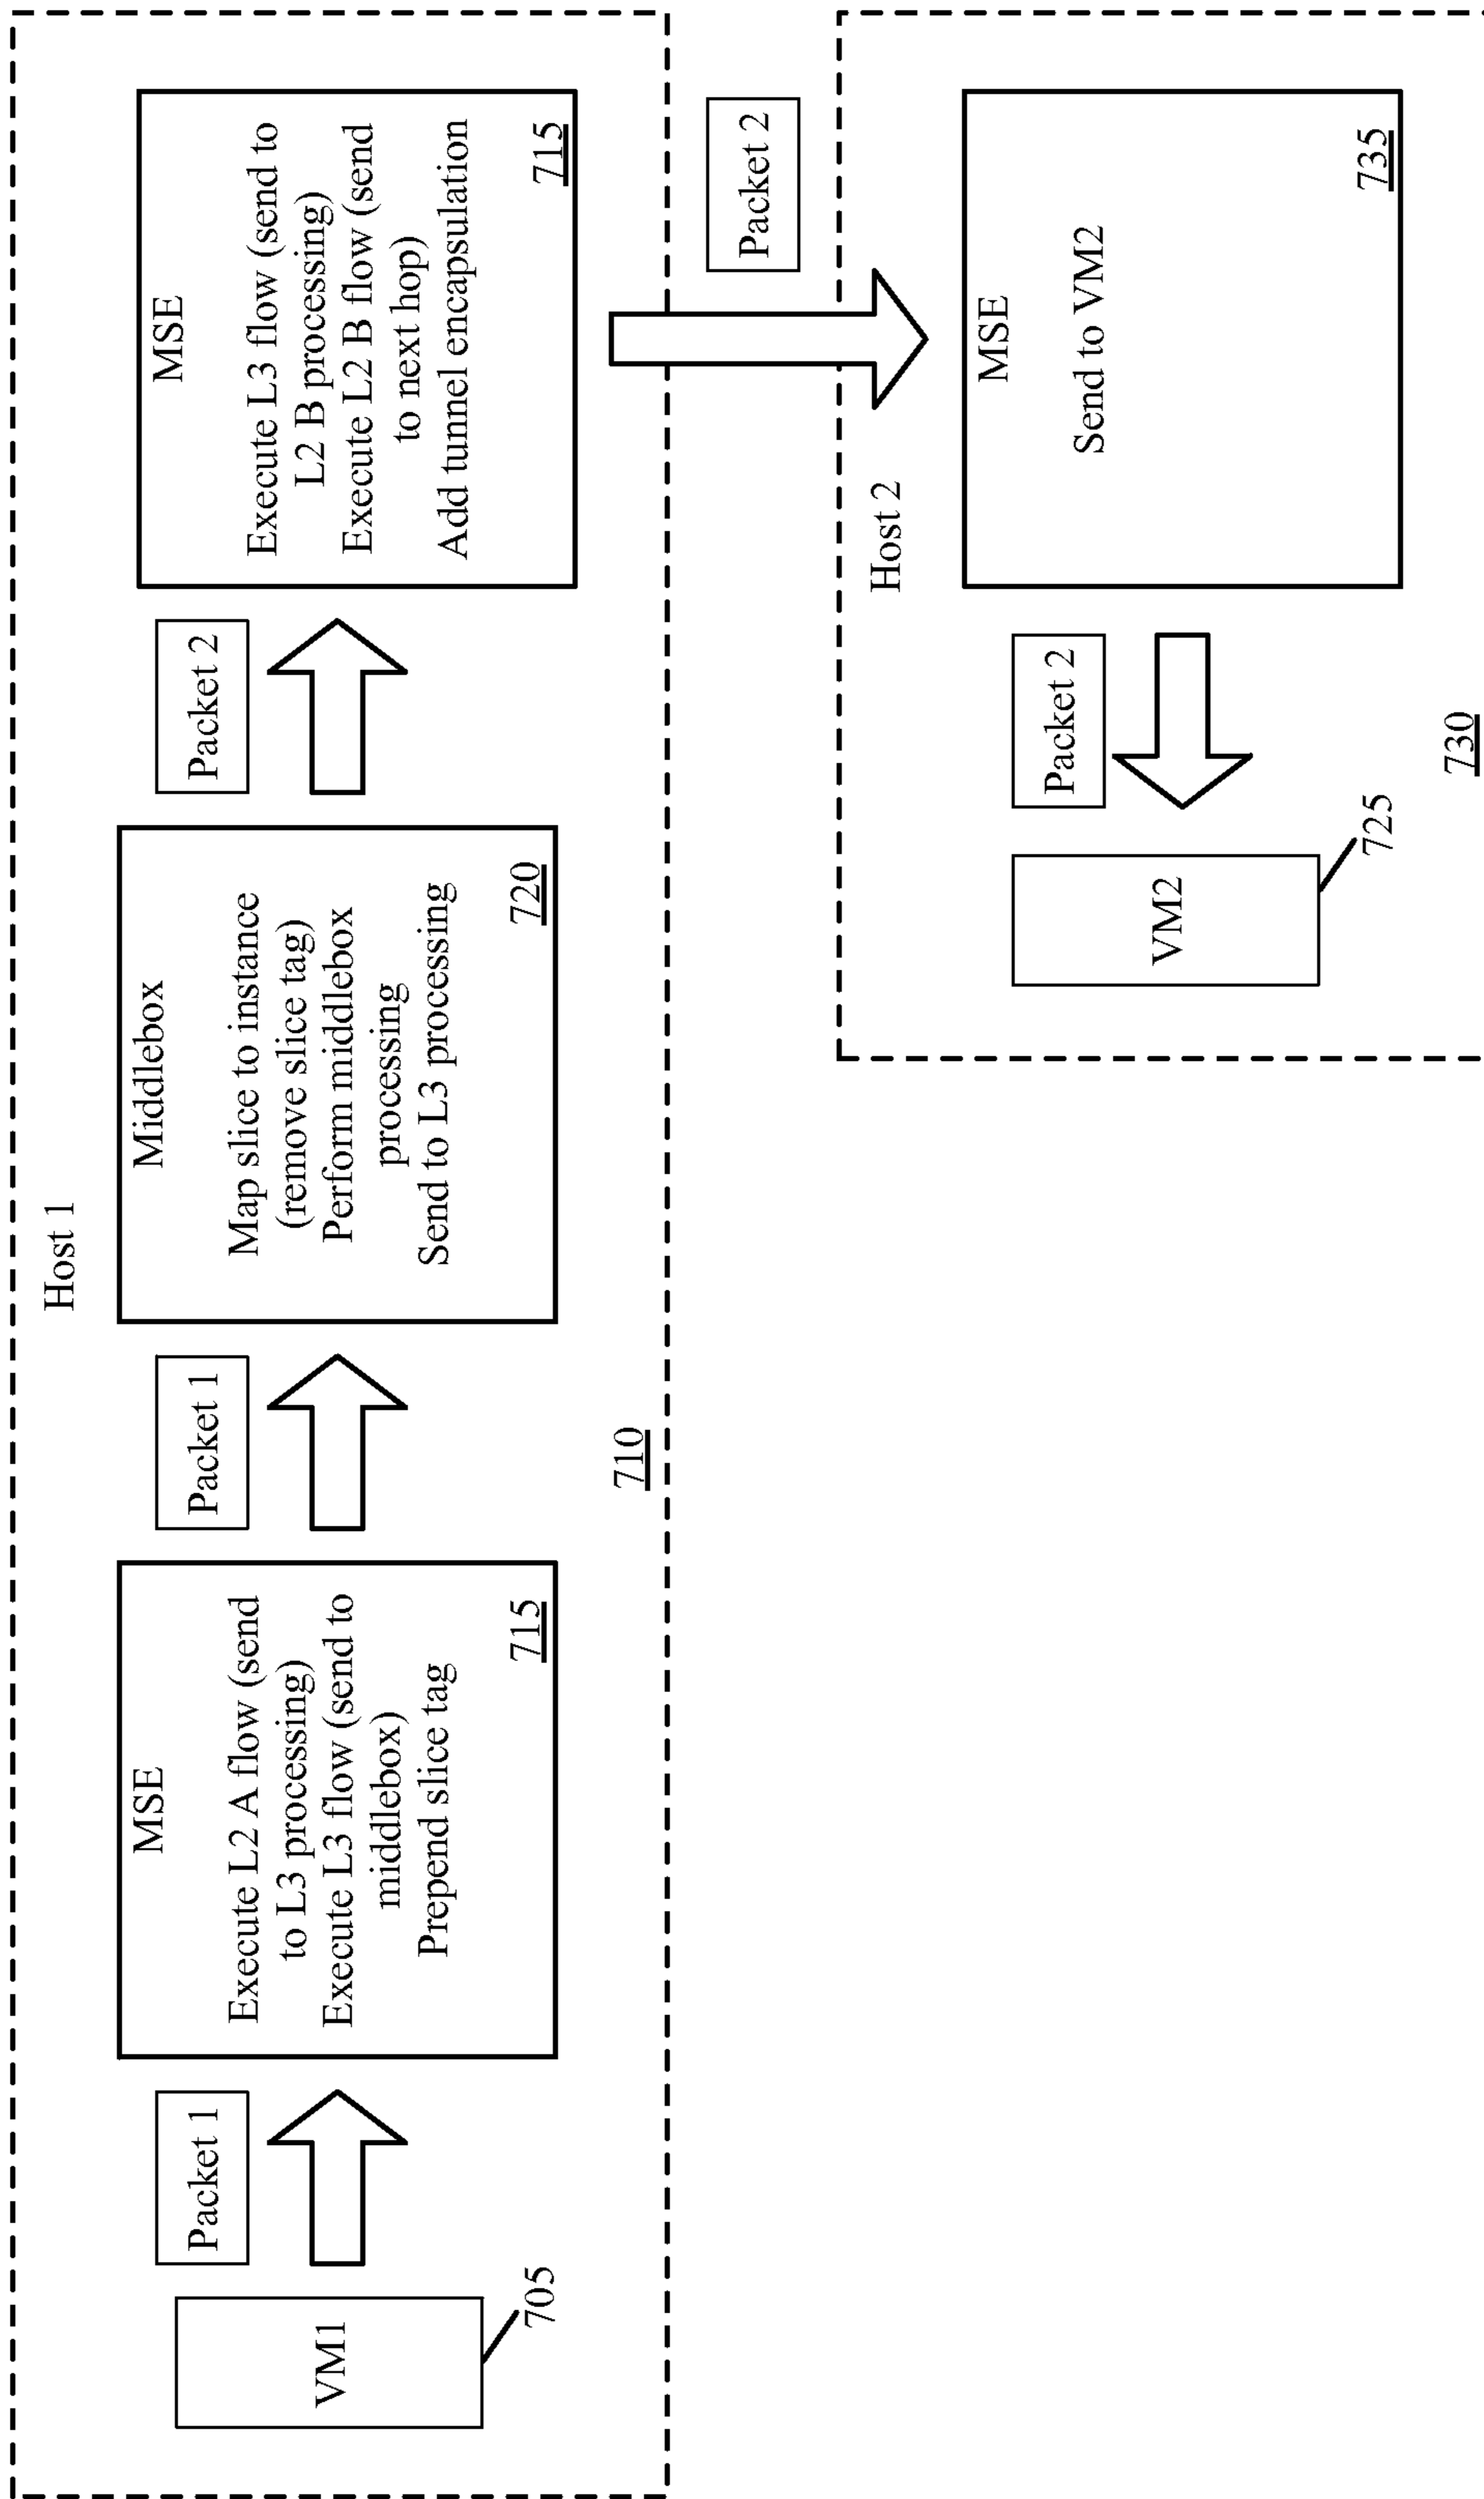 Host 1
VM1
705
Packet 1
MSE
Execute L2 A flow (send
to L3 processing)
Execute L3 flow (send to
middlebox)
Prepend slice tag
715
Packet 1
Middlebox
Map slice to instance
(remove slice tag)
Perform middlebox
processing
Send to L3 processing
720
Packet 2
MSE
Execute L3 flow (send to
L2 B processing)
Execute L2 B flow (send
to next hop)
Add tunnel encapsulation
715
710
Packet 2
Host 2
MSE
Send to VM2
735
Packet 2
VM2
725
730